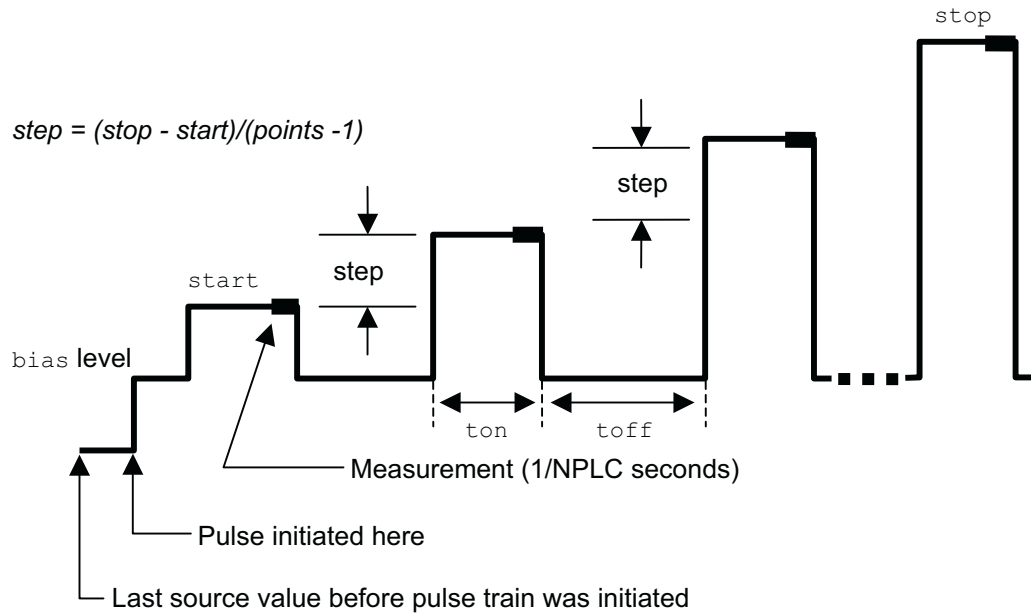 stop
step = (stop - start)/(points -1)
step
step
start
bias level
ton
toff
Measurement (1/NPLC seconds)
Pulse initiated here
Last source value before pulse train was initiated